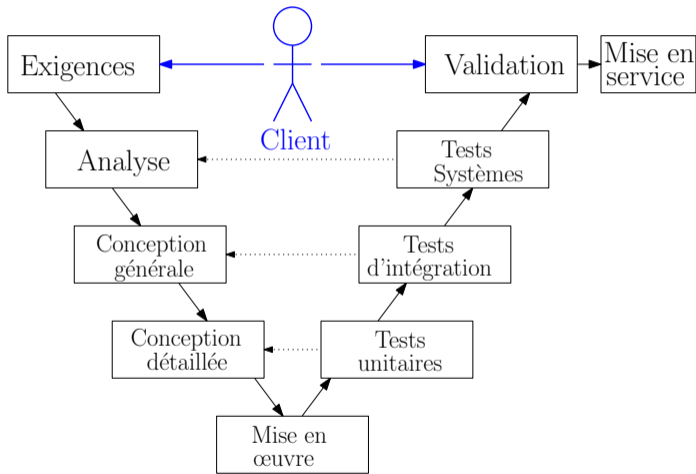 Exigences
Client
Validation
Mise en
service
Analyse
Tests
Systèmes
Conception
générale
Tests
d'intégration
Conception
détaillée
Tests
unitaires
Mise en
œuvre